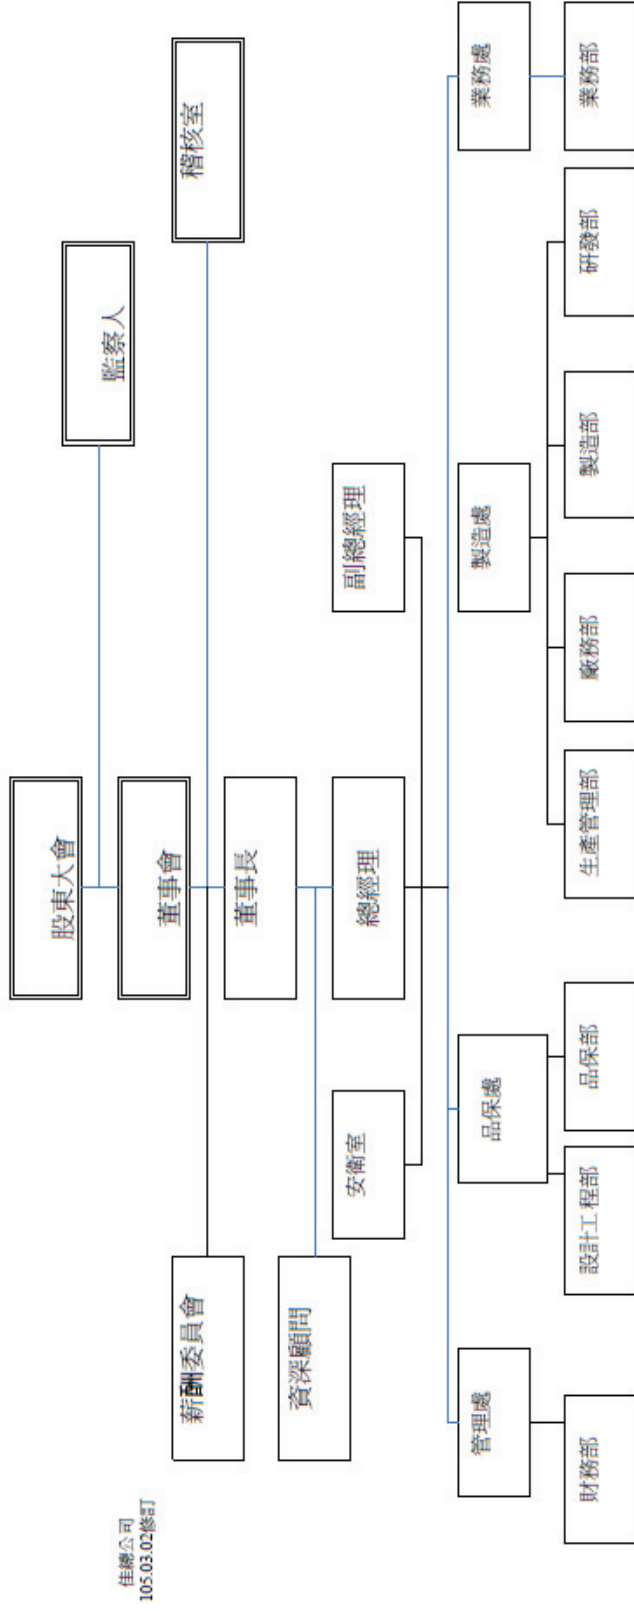 佳總公司
105.03.02修訂
股東大會
監察人
董事會
薪酬委員會
稽核室
董事長
資深顧問
總經理
安衛室
副總經理
管理處
品保處
製造處
業務處
財務部
設計工程部
品保部
生產管理部
廠務部
製造部
研發部
業務部